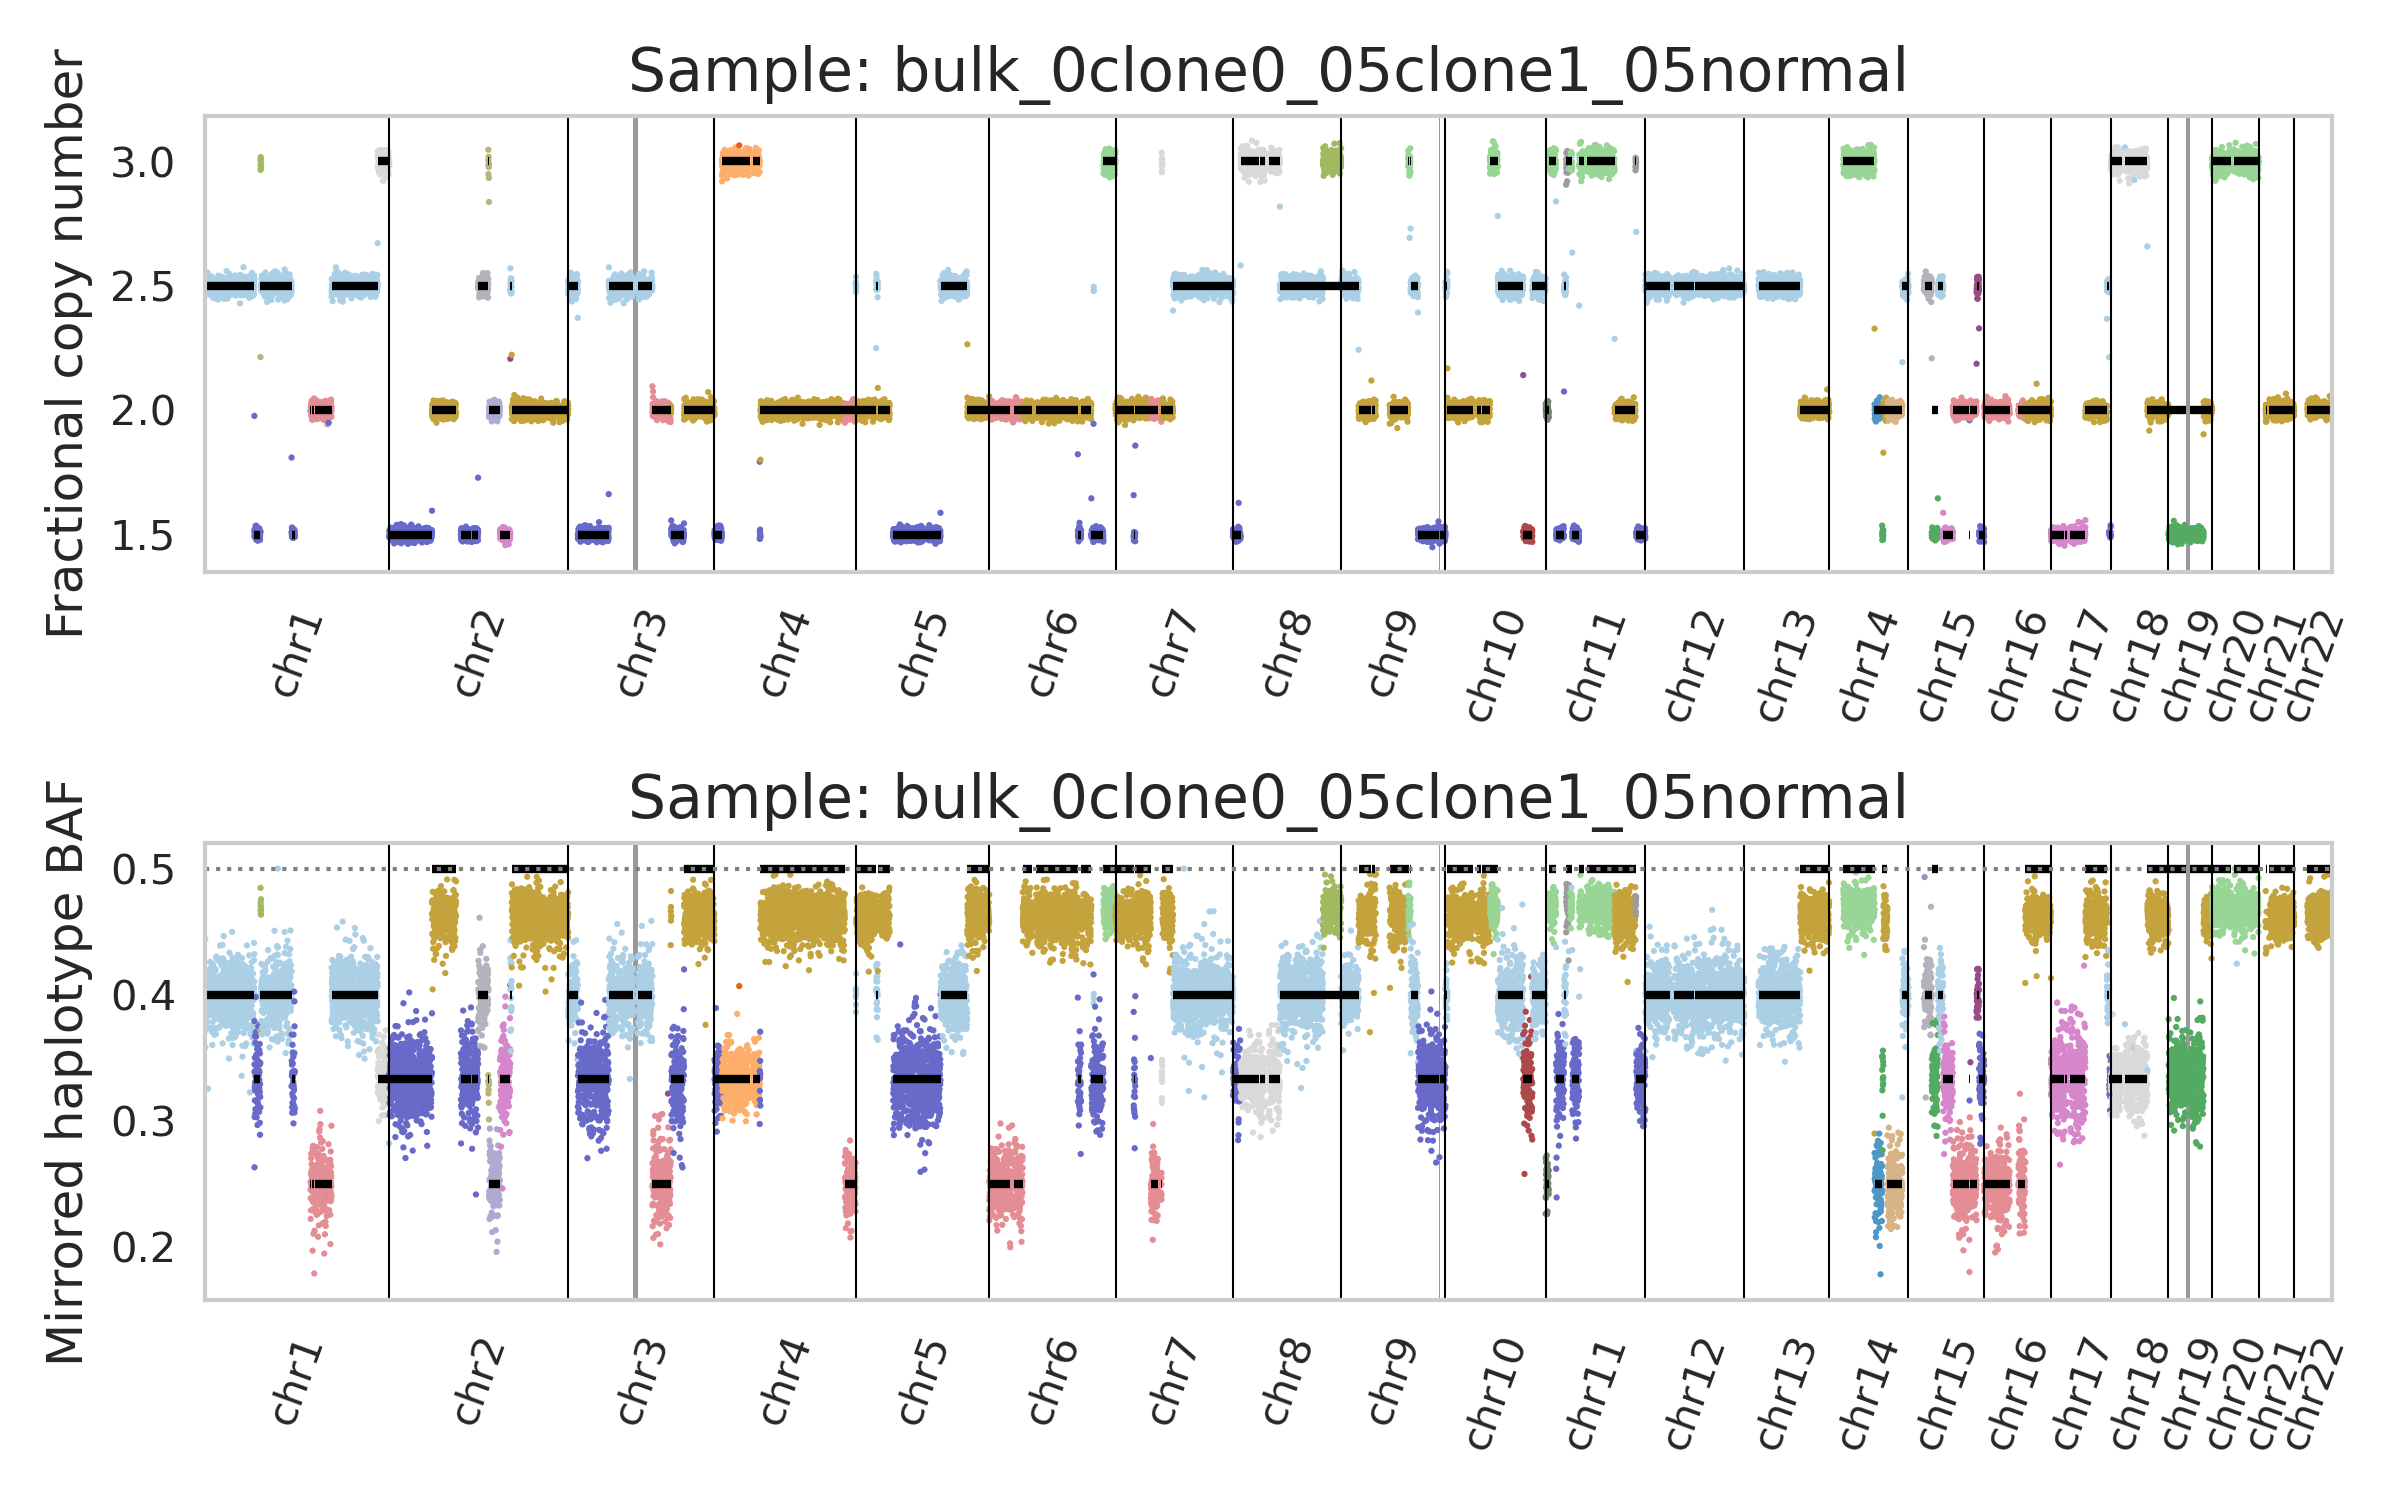 Sample: bulk_0clone0_05clone1_05normal
Fractional copy number
3.0
2.5
2.0
1.5
chr1
chr2
chr3
chr4
chr5
chr6
chr7
chr8
chr9
chr10
chr11
chr12
chr13
chr14
chr15
chr16
chr17
chr18
chr19
chr20
chr21
chr22
Sample: bulk_0clone0_05clone1_05normal
Mirrored haplotype BAF
0.5
0.4
0.3
0.2
chr1
chr2
chr3
chr4
chr5
chr6
chr7
chr8
chr9
chr10
chr11
chr12
chr13
chr14
chr15
chr16
chr17
chr18
chr19
chr20
chr21
chr22